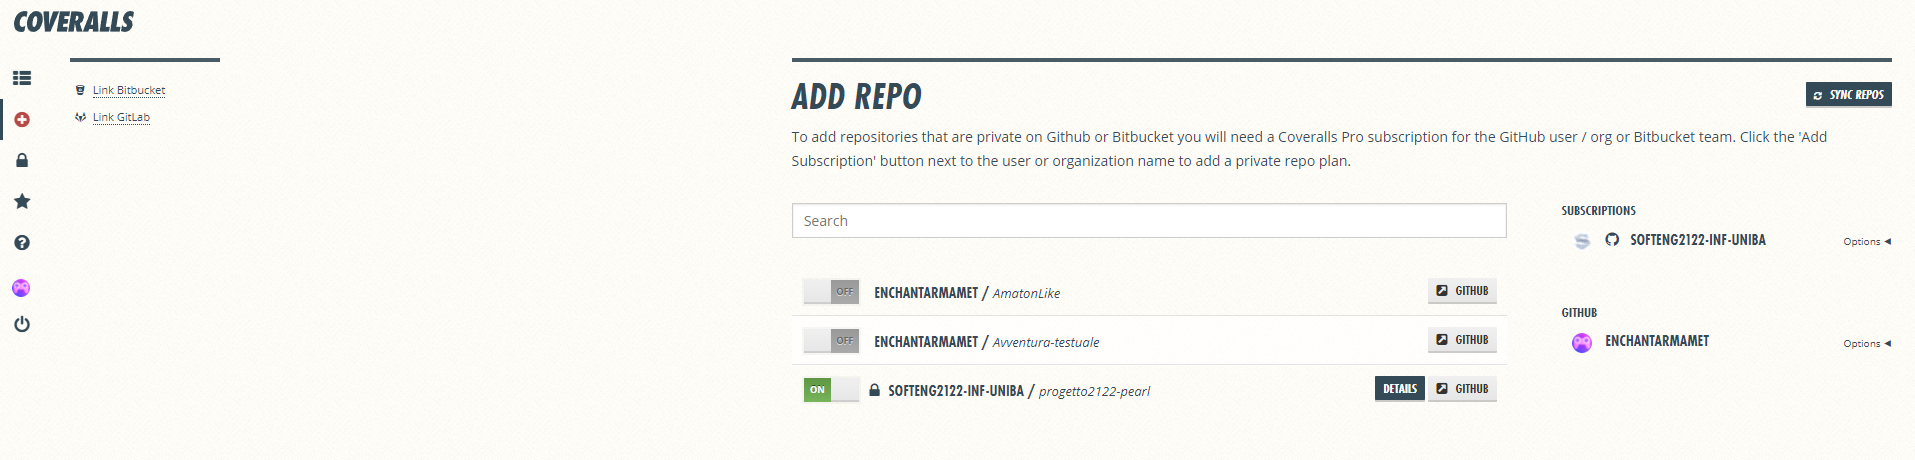 COVERALLS
Link Bitbucket
Link GitLab
ADD REPO
SYNC REPOS
To add repositories that are private on Github or Bitbucket you will need a Coveralls Pro subscription for the GitHub user / org or Bitbucket team. Click the 'Add
Subscription' button next to the user or organization name to add a private repo plan.
Search
OFF ENCHANTARMAMET / AmatonLike GITHUB
OFF ENCHANTARMAMET / Avventura-testuale GITHUB
ON SOFTENG2122-INF-UNIBA / progetto2122-pearl DETAILS GITHUB
SUBSCRIPTIONS
SOFTENG2122-INF-UNIBA Options
GITHUB
ENCHANTARMAMET Options